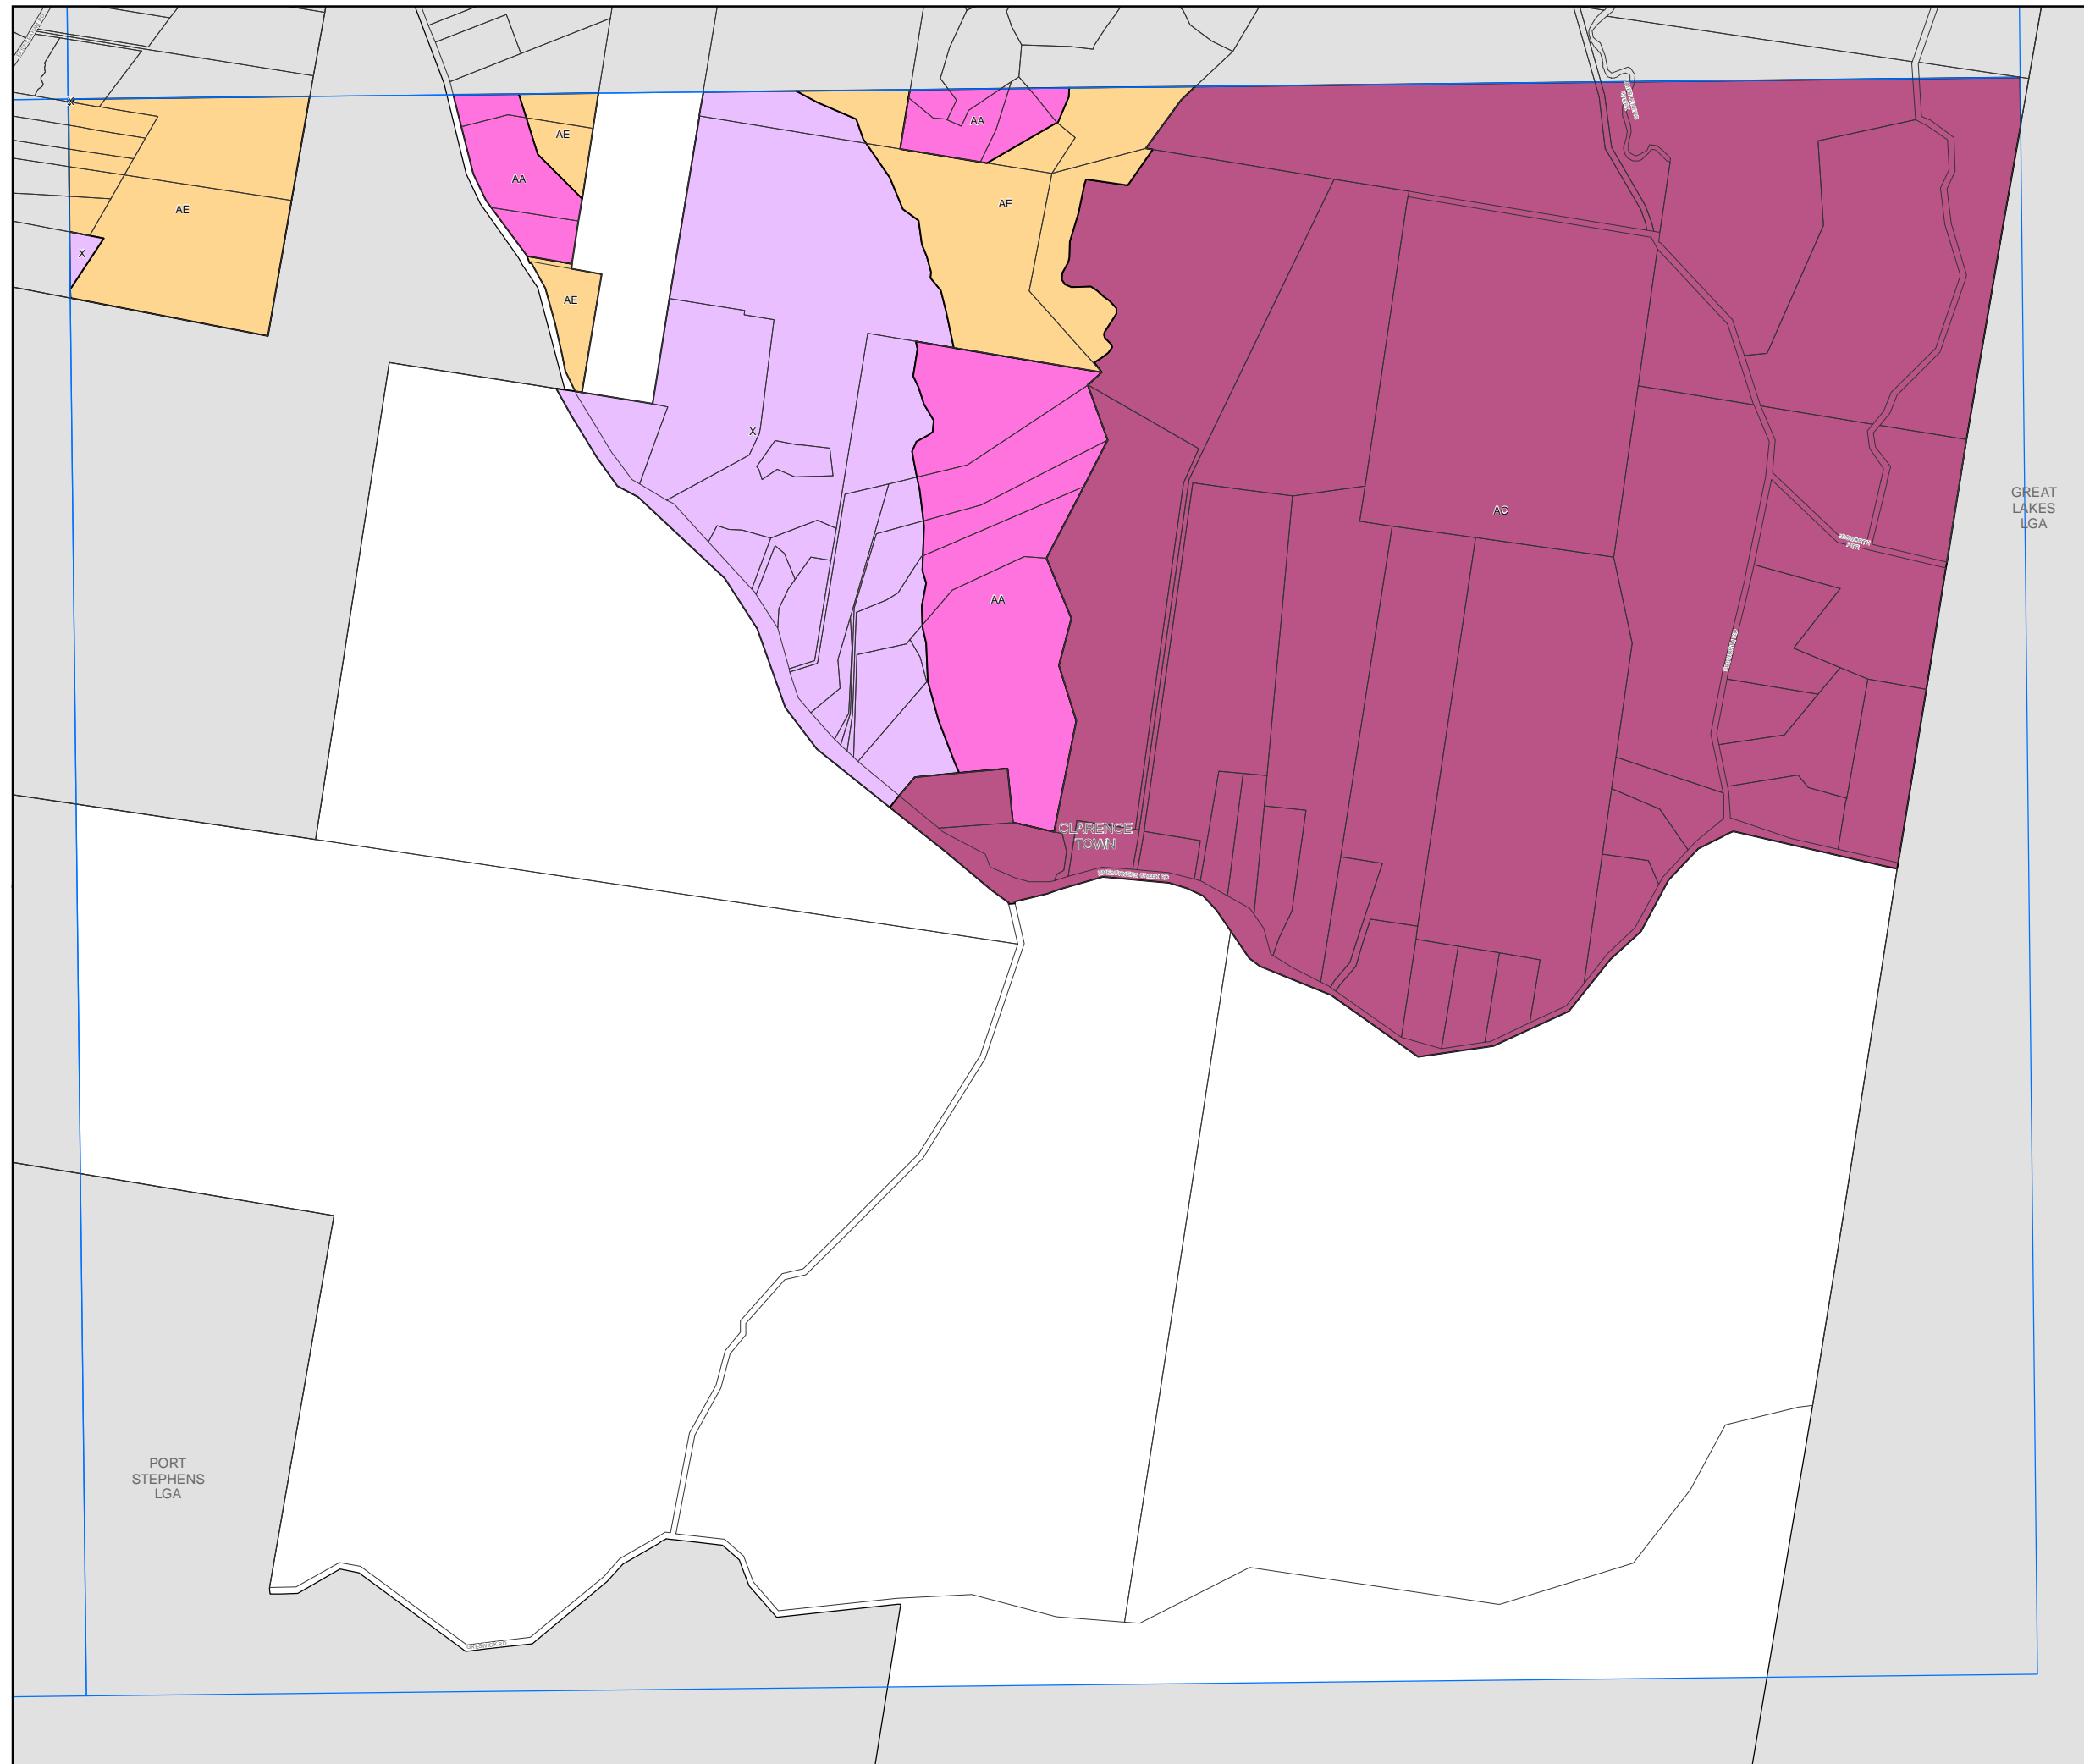 X
AA
AE
AA
AE
AE
AE
X
AE
X
GREAT
LAKES
LGA
AC
AA
CLARENCE
TOWN
PORT
STEPHENS
LGA